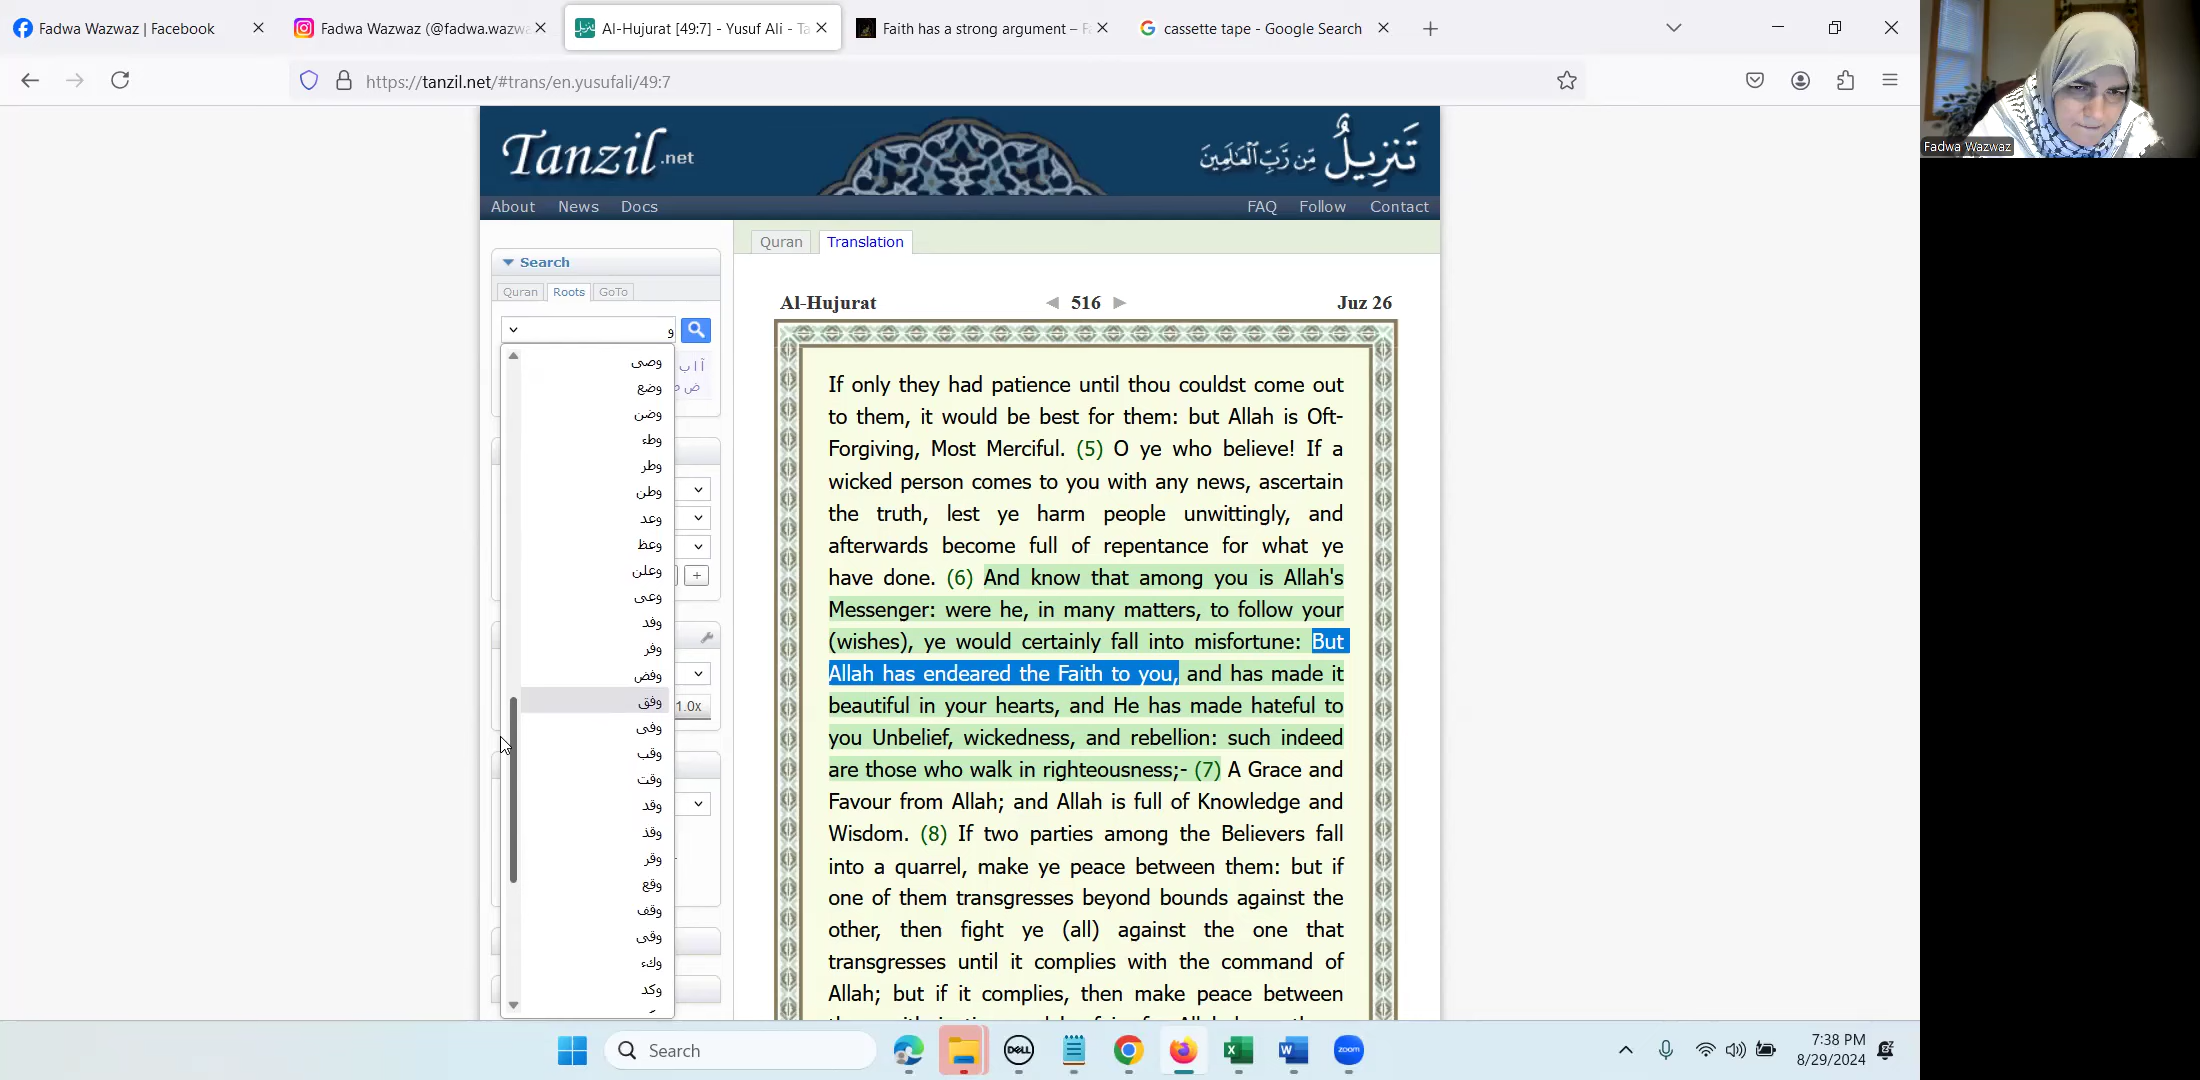 Fadwa Wazwaz | Facebook
Fadwa Wazwaz (@fadwa.wazwa
Al-Hujurat [49:7] - Yusuf Ali - Ta
Faith has a strong argument – F
cassette tape - Google Search
https://tanzil.net/#trans/en.yusufali/49:7
Fadwa Wazwaz
Tanzil.net
تَنزِيلٌ مِّن رَّبِّ الْعَالَمِينَ
About News Docs
FAQ Follow Contact
Quran Translation
Search
Quran Roots GoTo
و
آ ا ب
وصى
وضع
وضن
وطء
وطر
وطن
وعد
وعظ
وعلن
وعى
وفد
وفر
وفض
وفق
وفى
وقب
وقت
وقد
وقذ
وقر
وقع
وقف
وقى
وكء
وكد
+
1.0x
Al-Hujurat 516 Juz 26
If only they had patience until thou couldst come out
to them, it would be best for them: but Allah is Oft-
Forgiving, Most Merciful. (5) O ye who believe! If a
wicked person comes to you with any news, ascertain
the truth, lest ye harm people unwittingly, and
afterwards become full of repentance for what ye
have done. (6) And know that among you is Allah's
Messenger: were he, in many matters, to follow your
(wishes), ye would certainly fall into misfortune: But
Allah has endeared the Faith to you, and has made it
beautiful in your hearts, and He has made hateful to
you Unbelief, wickedness, and rebellion: such indeed
are those who walk in righteousness;- (7) A Grace and
Favour from Allah; and Allah is full of Knowledge and
Wisdom. (8) If two parties among the Believers fall
into a quarrel, make ye peace between them: but if
one of them transgresses beyond bounds against the
other, then fight ye (all) against the one that
transgresses until it complies with the command of
Allah; but if it complies, then make peace between
Search
DELL
zoom
7:38 PM
8/29/2024